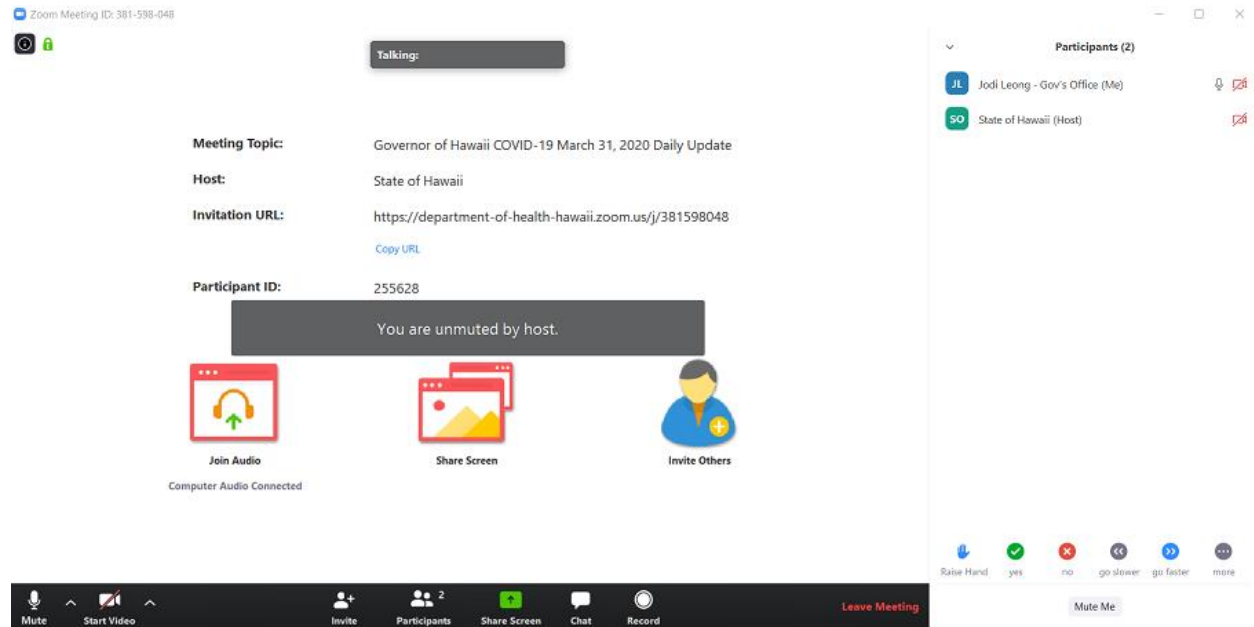 Zoom Meeting ID: 381-598-048
Talking:
Meeting Topic: Governor of Hawaii COVID-19 March 31, 2020 Daily Update
Host: State of Hawaii
Invitation URL: https://department-of-health-hawaii.zoom.us/j/381598048
Copy URL
Participant ID: 255628
You are unmuted by host.
Join Audio Share Screen Invite Others
Computer Audio Connected
Mute Start Video Invite Participants 2 Share Screen Chat Record Leave Meeting
Participants (2)
JL Jodi Leong - Gov's Office (Me)
SO State of Hawaii (Host)
Raise Hand yes no go slower go faster more
Mute Me